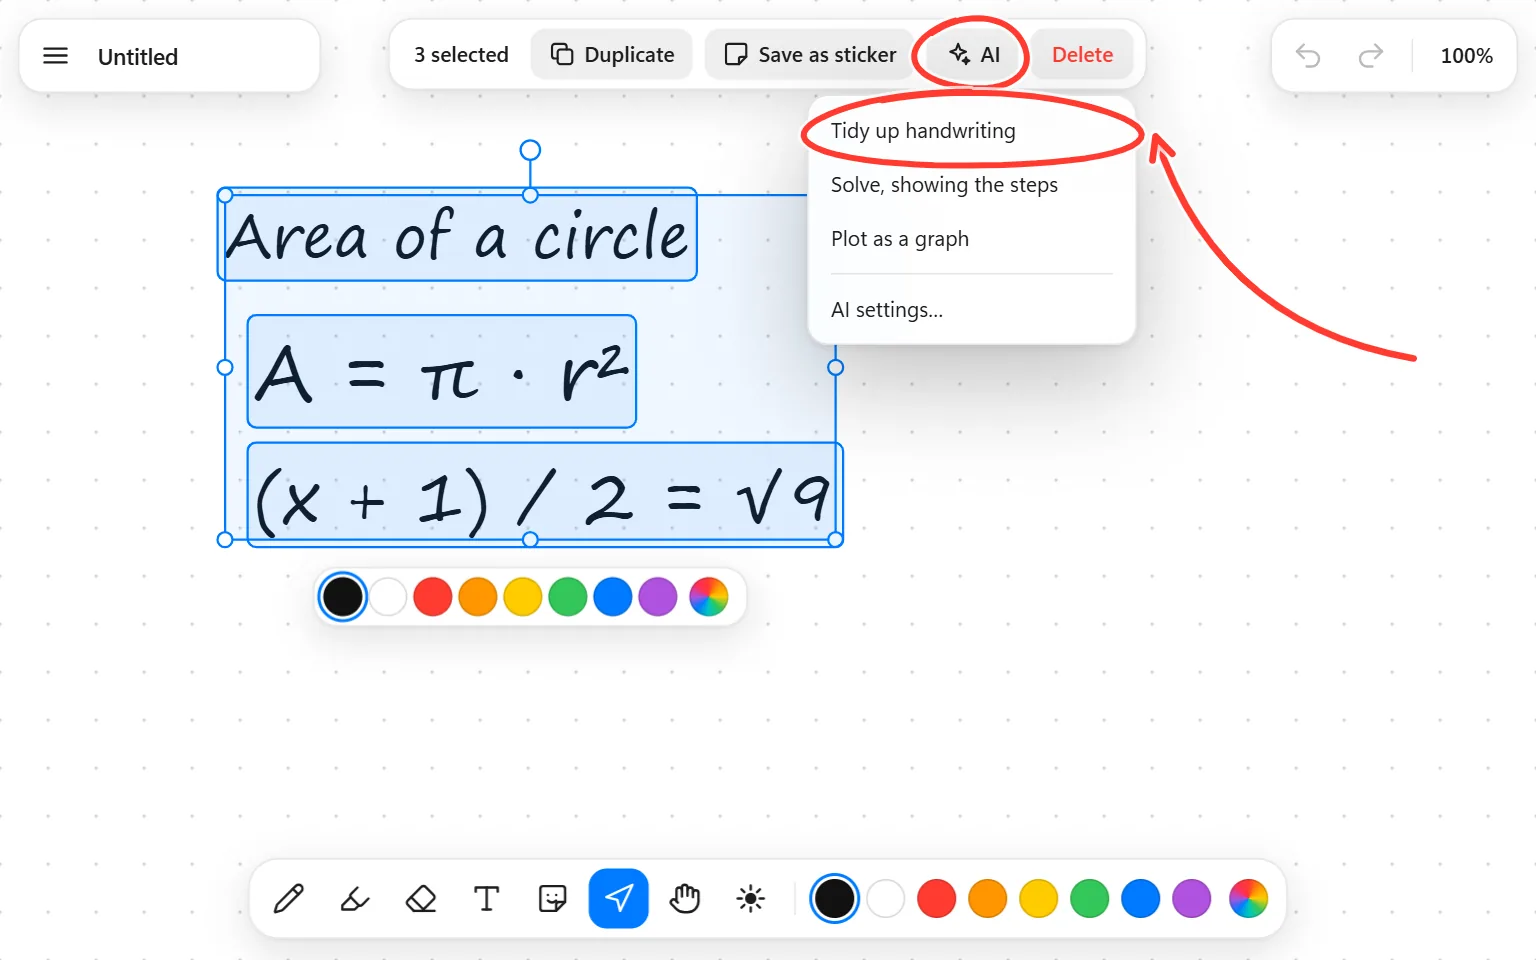 Untitled
3 selected
Duplicate
Save as sticker
AI
Delete
100%
Tidy up handwriting
Solve, showing the steps
Plot as a graph
AI settings...
Area of a circle
A = π · r²
(x + 1) / 2 = √9